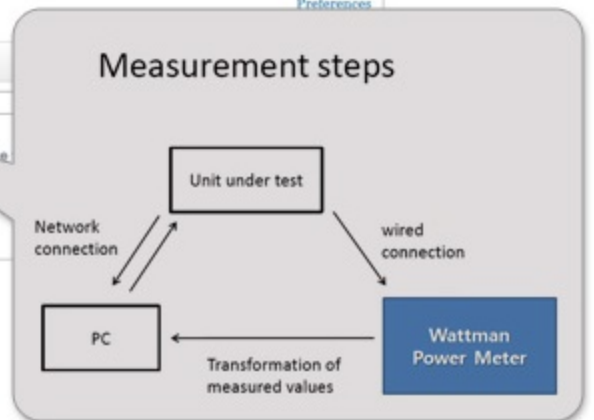 Preferences
Measurement steps
Unit under test
Network
connection
wired
connection
PC
Wattman
Power Meter
Transformation of
measured values